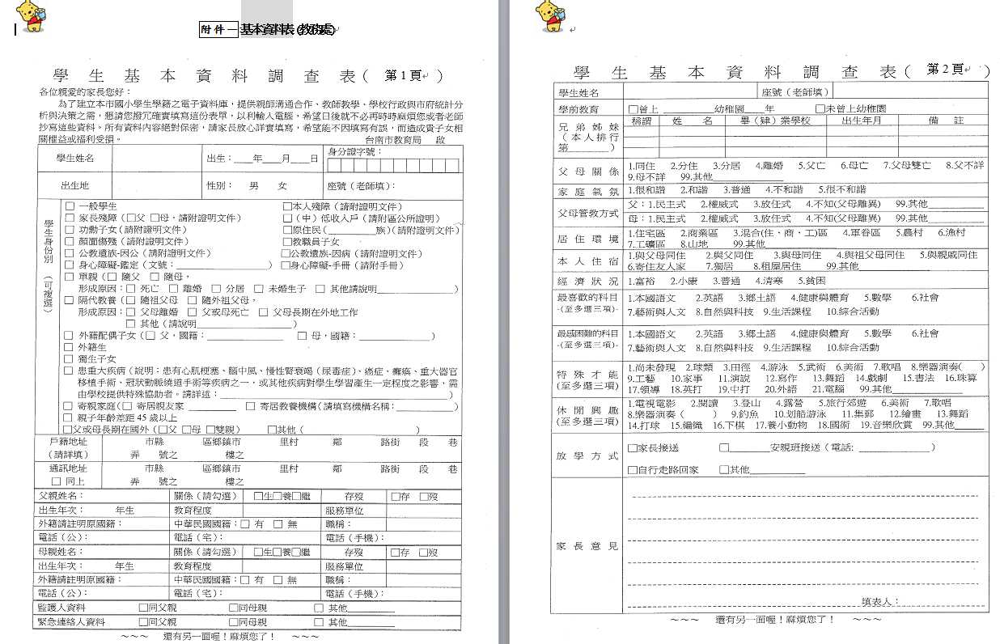 附件一 基本資料表(教務處)
學生基本資料調查表( 第1頁 )
各位親愛的家長您好：
為了建立本市國小學生學籍之電子資料庫，提供親師溝通合作、教師教學、學校行政與市府統計分
析與決策之需，懇請您撥冗確實填寫這份表單，以利輸入電腦，希望日後就不必再時時麻煩您或者老師
抄寫這些資料。所有資料內容絕對保密，請家長放心詳實填寫，希望能不因填寫有誤，而造成貴子女相
關權益或福利受損。 台南市教育局 啟
學生姓名 出生：____年____月____日 身分證字號：
出生地 性別： 男 女 座號(老師填)：
學生身份別（可複選）
□ 一般學生 □本人殘障(請附證明文件)
□ 家長殘障(□父 □母，請附證明文件) □（中）低收入戶(請附區公所證明)
□ 功勳子女(請附證明文件) □原住民(________族)(請附證明文件)
□ 顏面傷殘(請附證明文件) □教職員子女
□ 公教遺族-因公(請附證明文件) □公教遺族-因病(請附證明文件)
□ 身心障礙-鑑定(文號：________________) □身心障礙-手冊(請附手冊)
□ 單親(□ 隨父 □ 隨母，
形成原因：□ 死亡 □ 離婚 □ 分居 □ 未婚生子 □ 其他請說明____________)
□ 隔代教養(□ 隨祖父母 □ 隨外祖父母，
形成原因：□ 父母離婚 □ 父或母死亡 □ 父母長期在外地工作
□ 其他(請說明________________)
□ 外籍配偶子女(□ 父，國籍：____________ □ 母，國籍：____________)
□ 外籍生
□ 獨生子女
□ 患重大疾病(說明：患有心肌梗塞、腦中風、慢性腎衰竭(尿毒症)、癌症、癱瘓、重大器官
移植手術、冠狀動脈繞道手術等疾病之一，或其他疾病對學生學習產生一定程度之影響，需
由學校提供特殊協助者。請詳述：________________________________)
□ 寄親家庭(□ 寄居親友家 ________ □ 寄居教養機構(請填寫機構名稱：__________)
□ 親子年齡差距45歲以上
□父或母長期在國外(□父 □母 □雙親) □其他( )
戶籍地址 市縣 區鄉鎮市 里村 鄰 路街 段 巷
(請詳填) 弄 號之 樓之
通訊地址 市縣 區鄉鎮市 里村 鄰 路街 段 巷
□ 同上 弄 號之 樓之
父親姓名： 關係(請勾選) □生□養□繼 存歿 □存 □歿
出生年次： 年生 教育程度 服務單位
外籍請註明原國籍： 中華民國國籍：□ 有 □ 無 職稱：
電話(公)： 電話(宅)： 電話(手機)：
母親姓名： 關係(請勾選) □生□養□繼 存歿 □存 □歿
出生年次： 年生 教育程度 服務單位
外籍請註明原國籍： 中華民國國籍：□ 有 □ 無 職稱：
電話(公)： 電話(宅)： 電話(手機)：
監護人資料 □同父親 □同母親 □ 其他________
緊急連絡人資料 □同父親 □同母親 □ 其他________
～～～ 還有另一面喔！麻煩您了！ ～～～
學生基本資料調查表( 第2頁 )
學生姓名 座號(老師填)
學前教育 □曾上________幼稚園___年 □未曾上幼稚園
兄弟姊妹 (本人排行第______) 稱謂 姓 名 畢(肄)業學校 出生年月 備 註
父母關係 1.同住 2.分住 3.分居 4.離婚 5.父亡 6.母亡 7.父母雙亡 8.父不詳
9.母不詳 99.其他________
家庭氣氛 1.很和諧 2.和諧 3.普通 4.不和諧 5.很不和諧
父母管教方式 父：1.民主式 2.權威式 3.放任式 4.不知(父母離異) 99.其他________
母：1.民主式 2.權威式 3.放任式 4.不知(父母離異) 99.其他________
居住環境 1.住宅區 2.商業區 3.混合(住、商、工)區 4.軍眷區 5.農村 6.漁村
7.工礦區 8.山地 99.其他________
本人住宿 1.與父母同住 2.與父同住 3.與母同住 4.與祖父母同住 5.與親戚同住
6.寄住友人家 7.獨居 8.租屋居住 99.其他________
經濟狀況 1.富裕 2.小康 3.普通 4.清寒 5.貧困
最喜歡的科目 1.本國語文 2.英語 3.鄉土語 4.健康與體育 5.數學 6.社會
-(至多選三項)- 7.藝術與人文 8.自然與科技 9.生活課程 10.綜合活動
最感困難的科目 1.本國語文 2.英語 3.鄉土語 4.健康與體育 5.數學 6.社會
-(至多選三項)- 7.藝術與人文 8.自然與科技 9.生活課程 10.綜合活動
特殊才能 1.尚未發現 2.球類 3.田徑 4.游泳 5.武術 6.美術 7.歌唱 8.樂器演奏( )
(至多選三項) 9.工藝 10.家事 11.演說 12.寫作 13.舞蹈 14.戲劇 15.書法 16.珠算
17.領導 18.英打 19.中打 20.外語 21.電腦 99.其他________
休閒興趣 1.電視電影 2.閱讀 3.登山 4.露營 5.旅行郊遊 6.美術 7.歌唱
(至多選三項) 8.樂器演奏( ) 9.釣魚 10.划船游泳 11.集郵 12.繪畫 13.舞蹈
14.打球 15.編織 16.下棋 17.養小動物 18.國術 19.音樂欣賞 99.其他____
放學方式 □家長接送 □________安親班接送(電話：____________)
□自行走路回家 □其他____________
家長意見
填表人：
～～～ 還有另一面喔！麻煩您了！ ～～～